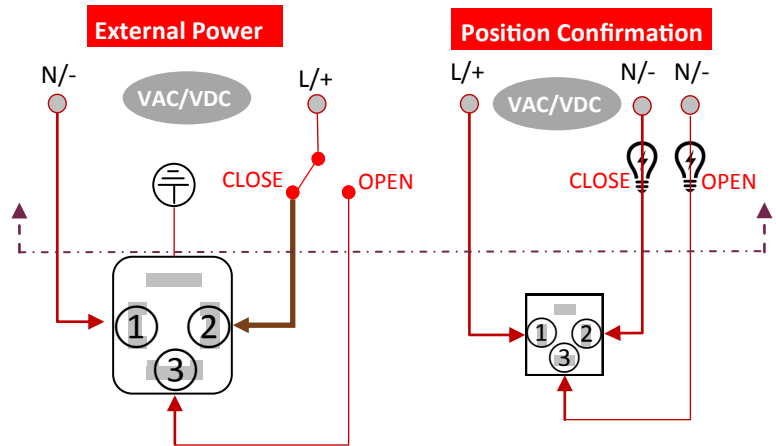 External Power
Position Confirmation
N/-
VAC/VDC
L/+
L/+
VAC/VDC
N/-
N/-
CLOSE
OPEN
CLOSE
OPEN
1
2
3
1
2
3